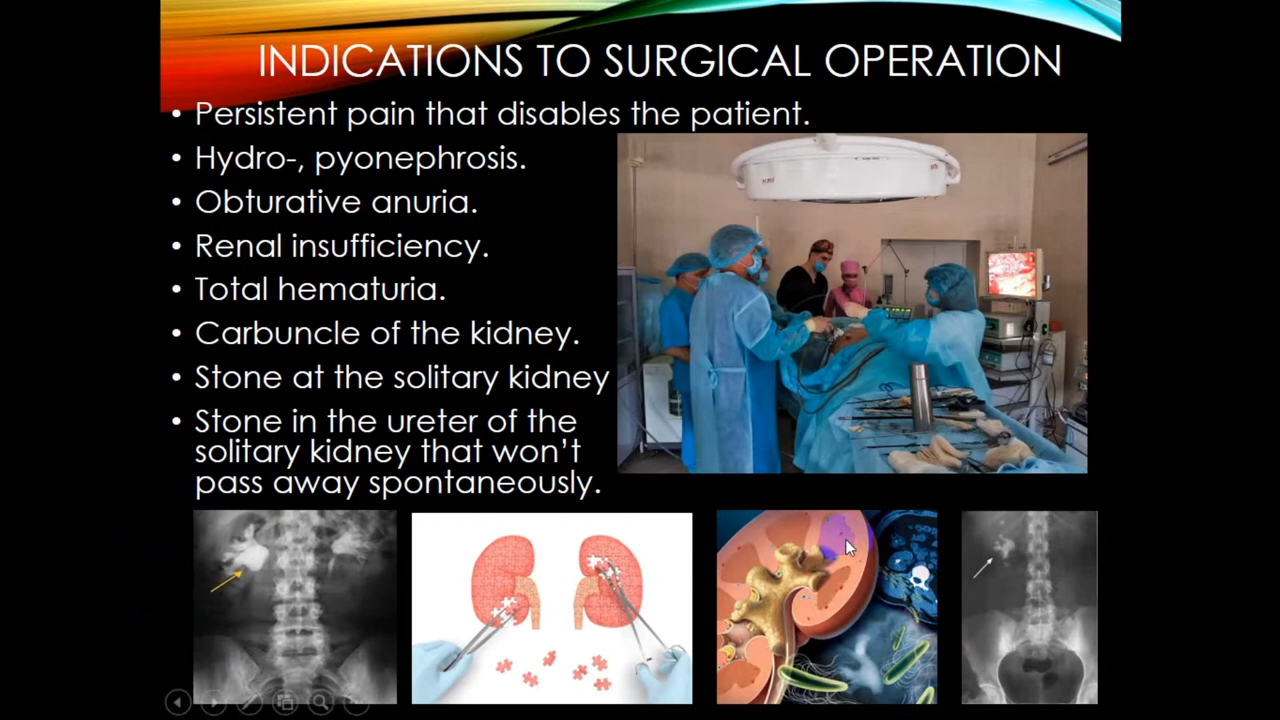 INDICATIONS TO SURGICAL OPERATION
• Persistent pain that disables the patient.
• Hydro-, pyonephrosis.
• Obturative anuria.
• Renal insufficiency.
• Total hematuria.
• Carbuncle of the kidney.
• Stone at the solitary kidney
• Stone in the ureter of the
solitary kidney that won’t
pass away spontaneously.